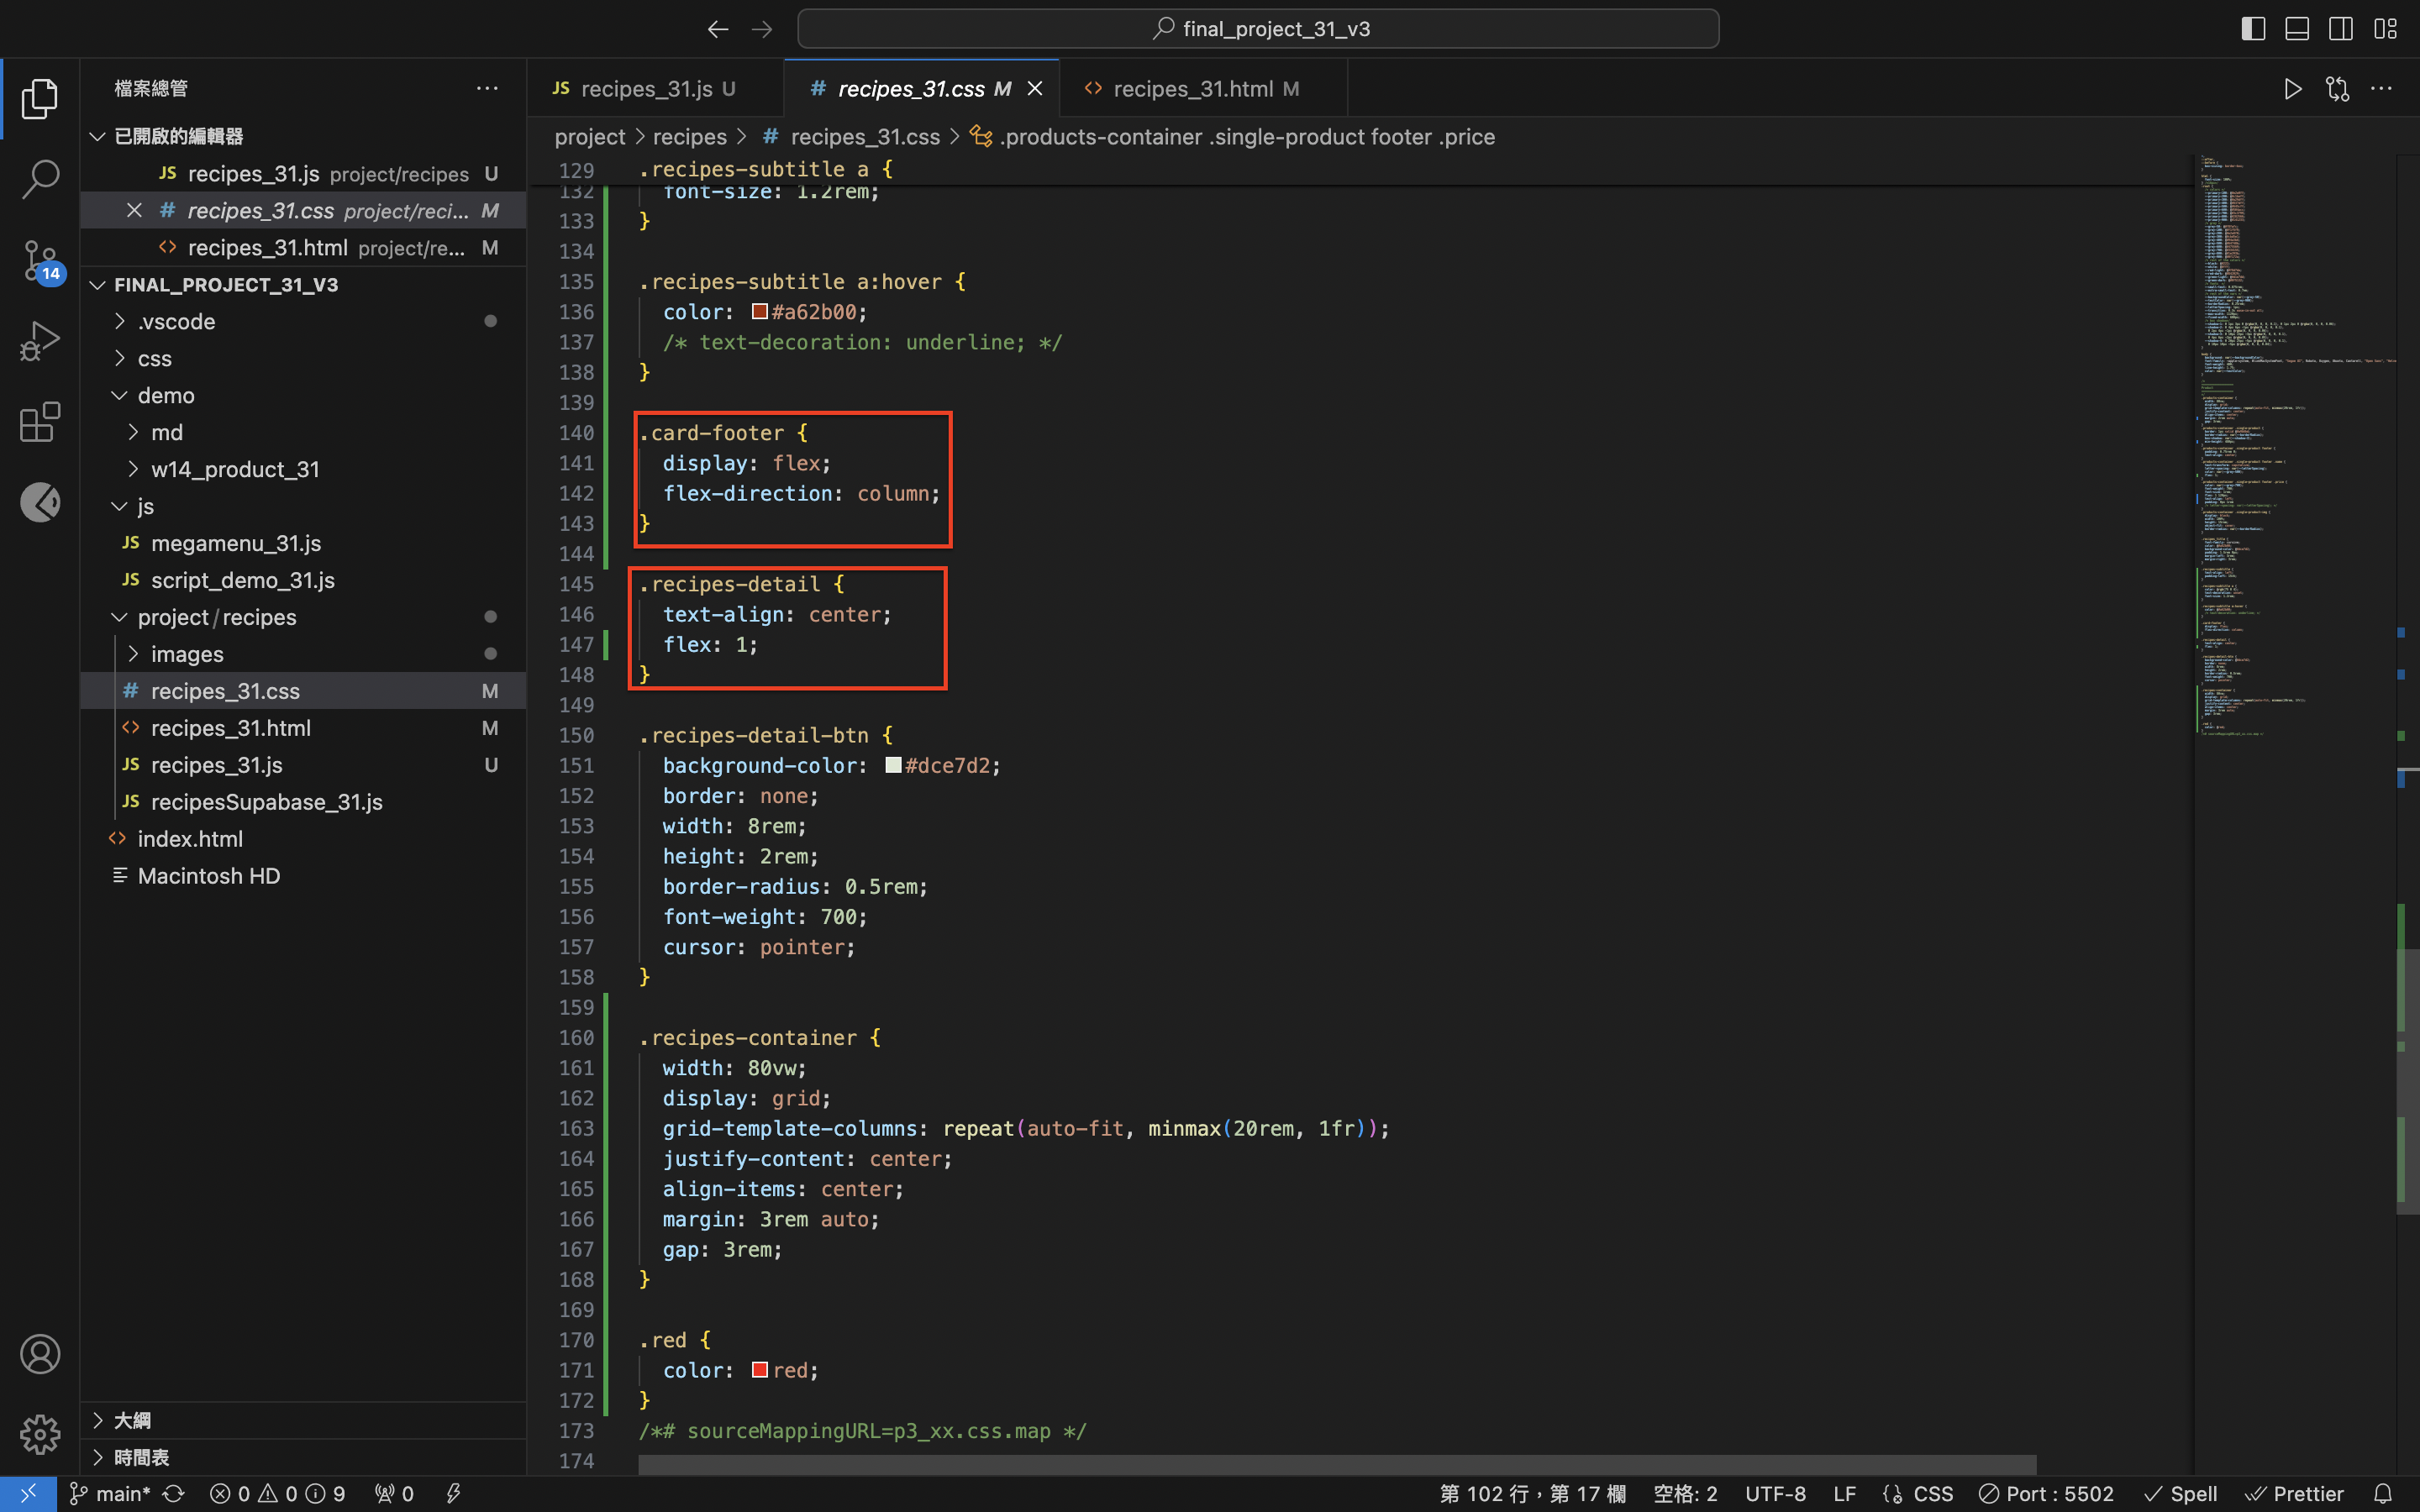 final_project_31_v3
檔案總管
已開啟的編輯器
JS recipes_31.js project/recipes U
# recipes_31.css project/reci... M
<> recipes_31.html project/re... M
FINAL_PROJECT_31_V3
.vscode
css
demo
md
w14_product_31
js
JS megamenu_31.js
JS script_demo_31.js
project/recipes
images
# recipes_31.css M
<> recipes_31.html M
JS recipes_31.js U
JS recipesSupabase_31.js
<> index.html
Macintosh HD
大綱
時間表
14
JS recipes_31.js U
# recipes_31.css M
<> recipes_31.html M
project > recipes > # recipes_31.css > .products-container .single-product footer .price
129 .recipes-subtitle a {
132 font-size: 1.2rem;
133 }
134
135 .recipes-subtitle a:hover {
136 color: #a62b00;
137 /* text-decoration: underline; */
138 }
139
140 .card-footer {
141 display: flex;
142 flex-direction: column;
143 }
144
145 .recipes-detail {
146 text-align: center;
147 flex: 1;
148 }
149
150 .recipes-detail-btn {
151 background-color: #dce7d2;
152 border: none;
153 width: 8rem;
154 height: 2rem;
155 border-radius: 0.5rem;
156 font-weight: 700;
157 cursor: pointer;
158 }
159
160 .recipes-container {
161 width: 80vw;
162 display: grid;
163 grid-template-columns: repeat(auto-fit, minmax(20rem, 1fr));
164 justify-content: center;
165 align-items: center;
166 margin: 3rem auto;
167 gap: 3rem;
168 }
169
170 .red {
171 color: red;
172 }
173 /*# sourceMappingURL=p3_xx.css.map */
174
main* 0 0 9 0 第 102 行，第 17 欄 空格: 2 UTF-8 LF CSS Port : 5502 Spell Prettier